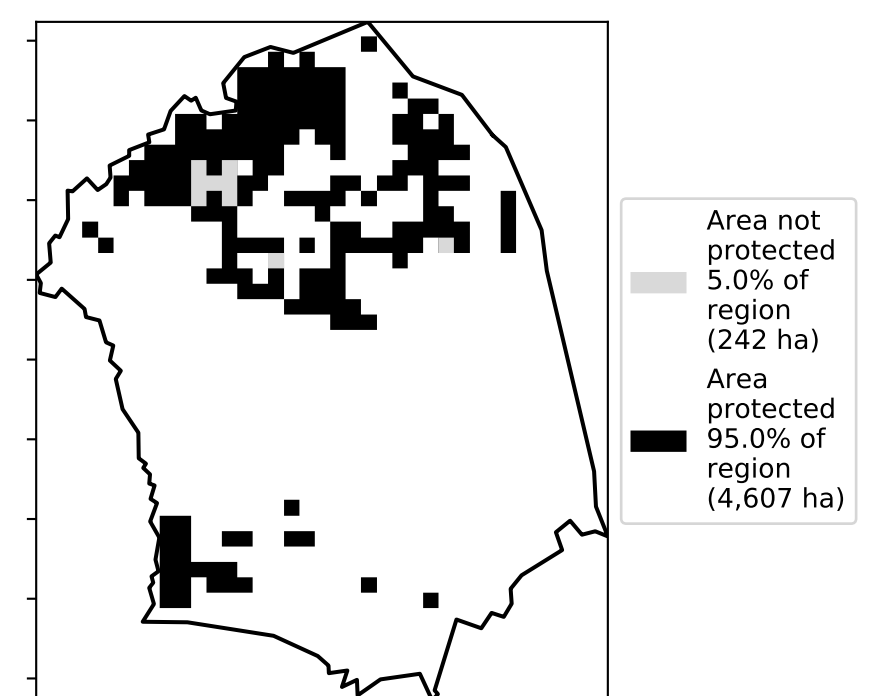 Area not
protected
5.0% of
region
(242 ha)
Area
protected
95.0% of
region
(4,607 ha)